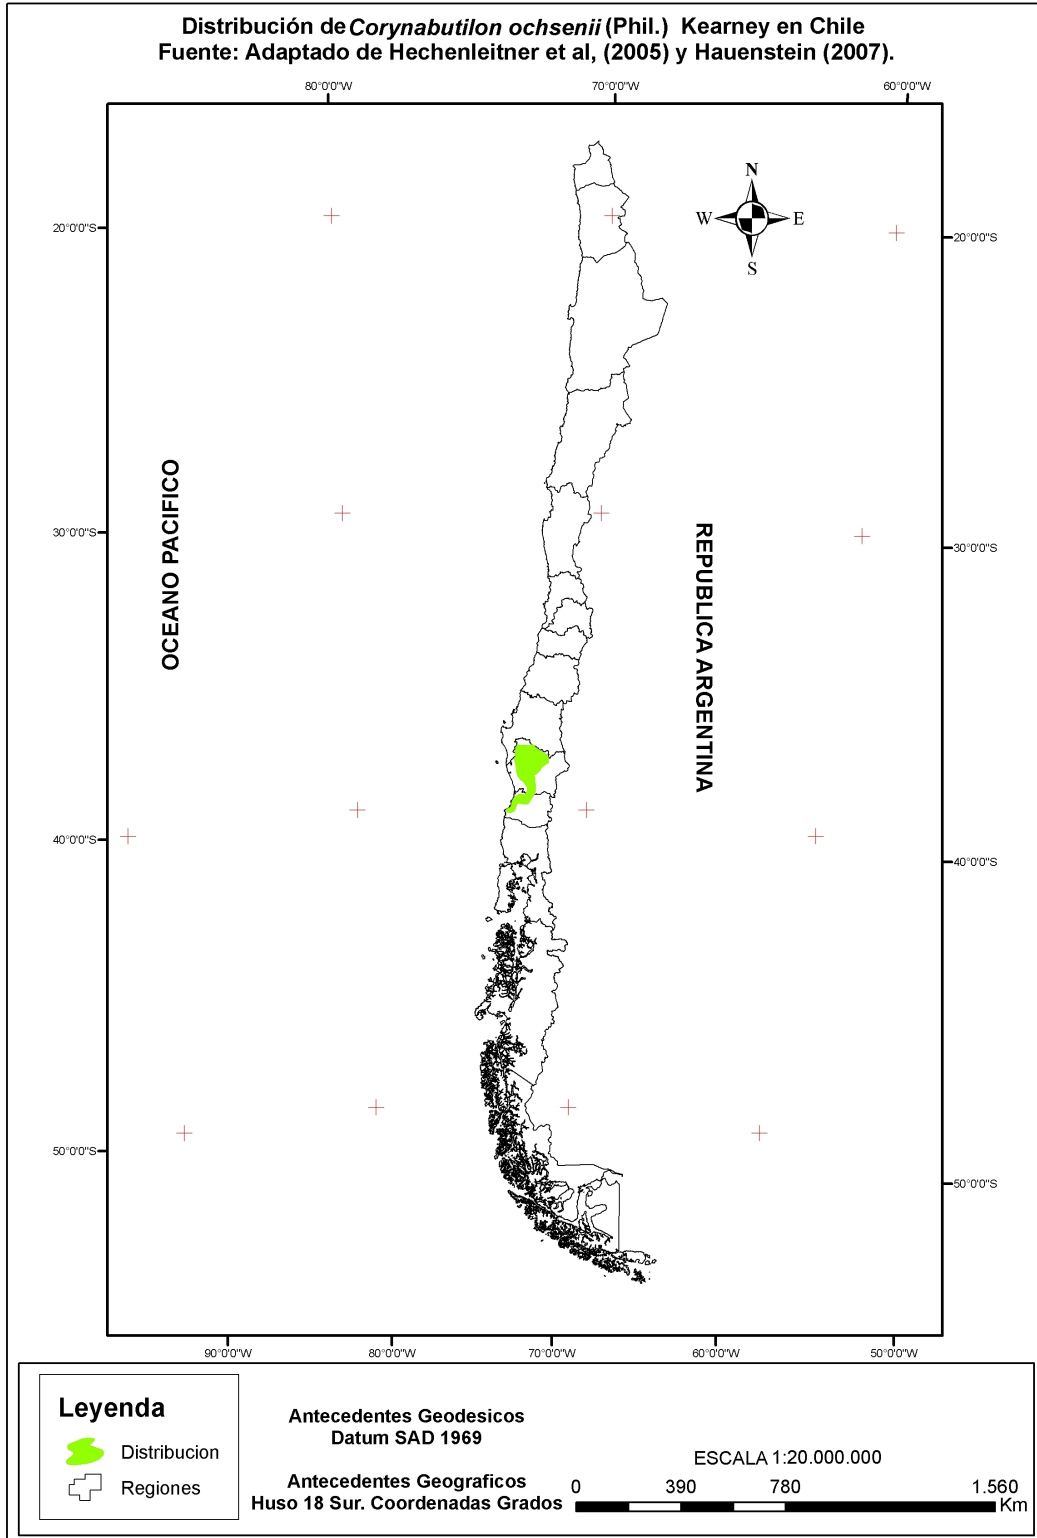 Distribución de Corynabutilon ochsenii (Phil.) Kearney en Chile
Fuente: Adaptado de Hechenleitner et al, (2005) y Hauenstein (2007).
80°0'0"W 70°0'0"W 60°0'0"W
N
W E
S
20°0'0"S
20°0'0"S
OCEANO PACIFICO
REPUBLICA ARGENTINA
30°0'0"S
30°0'0"S
40°0'0"S
40°0'0"S
50°0'0"S
50°0'0"S
90°0'0"W 80°0'0"W 70°0'0"W 60°0'0"W 50°0'0"W
Leyenda
Distribucion
Regiones
Antecedentes Geodesicos
Datum SAD 1969
Antecedentes Geograficos
Huso 18 Sur. Coordenadas Grados
ESCALA 1:20.000.000
0 390 780 1.560
Km